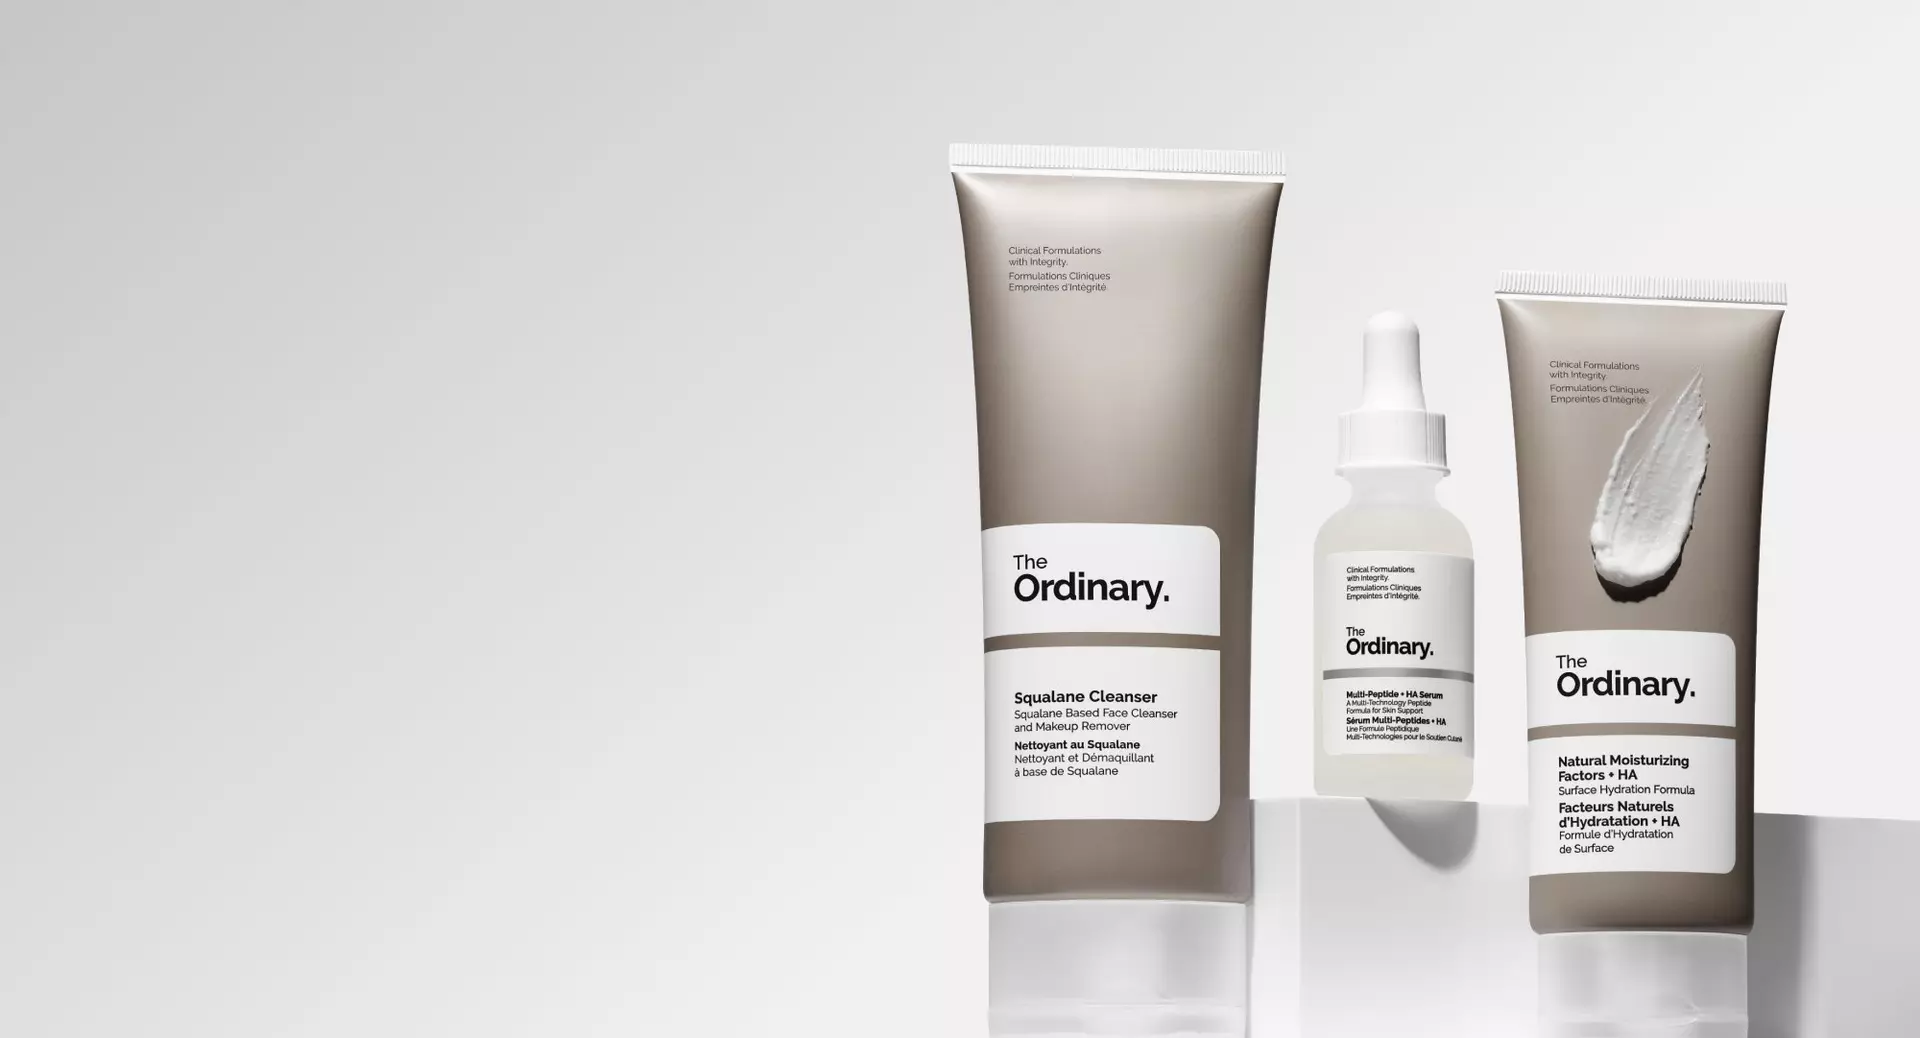 Clinical Formulations
with Integrity.
Formulations Cliniques
Empreintes d'Intégrité.
The
Ordinary.
Squalane Cleanser
Squalane Based Face Cleanser
and Makeup Remover
Nettoyant au Squalane
Nettoyant et Démaquillant
à base de Squalane
Clinical Formulations
with Integrity.
Formulations Cliniques
Empreintes d'Intégrité.
The
Ordinary.
Multi-Peptide + HA Serum
A Multi-Technology Peptide
Formula for Skin Support
Sérum Multi-Peptides + HA
Une Formule Peptidique
Multi-Technologies pour le Soutien Cutané
Clinical Formulations
with Integrity.
Formulations Cliniques
Empreintes d'Intégrité.
The
Ordinary.
Natural Moisturizing
Factors + HA
Surface Hydration Formula
Facteurs Naturels
d'Hydratation + HA
Formule d'Hydratation
de Surface